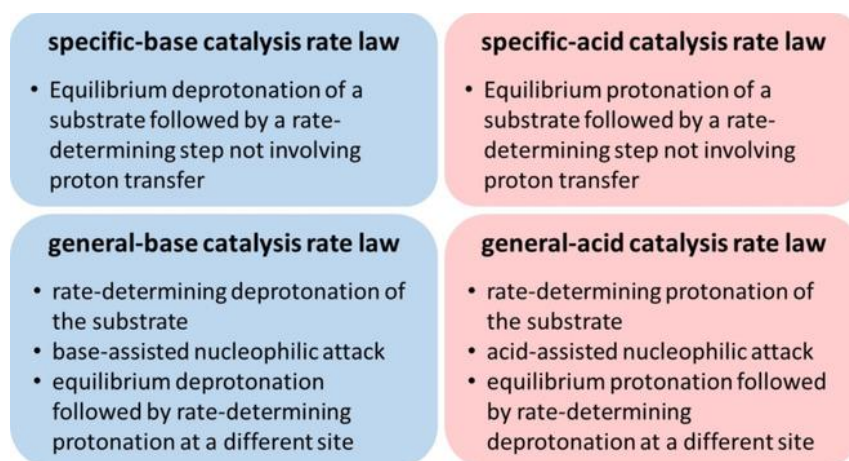 specific-base catalysis rate law
• Equilibrium deprotonation of a
substrate followed by a rate-
determining step not involving
proton transfer
specific-acid catalysis rate law
• Equilibrium protonation of a
substrate followed by a rate-
determining step not involving
proton transfer
general-base catalysis rate law
• rate-determining deprotonation of
the substrate
• base-assisted nucleophilic attack
• equilibrium deprotonation
followed by rate-determining
protonation at a different site
general-acid catalysis rate law
• rate-determining protonation of
the substrate
• acid-assisted nucleophilic attack
• equilibrium protonation followed
by rate-determining
deprotonation at a different site